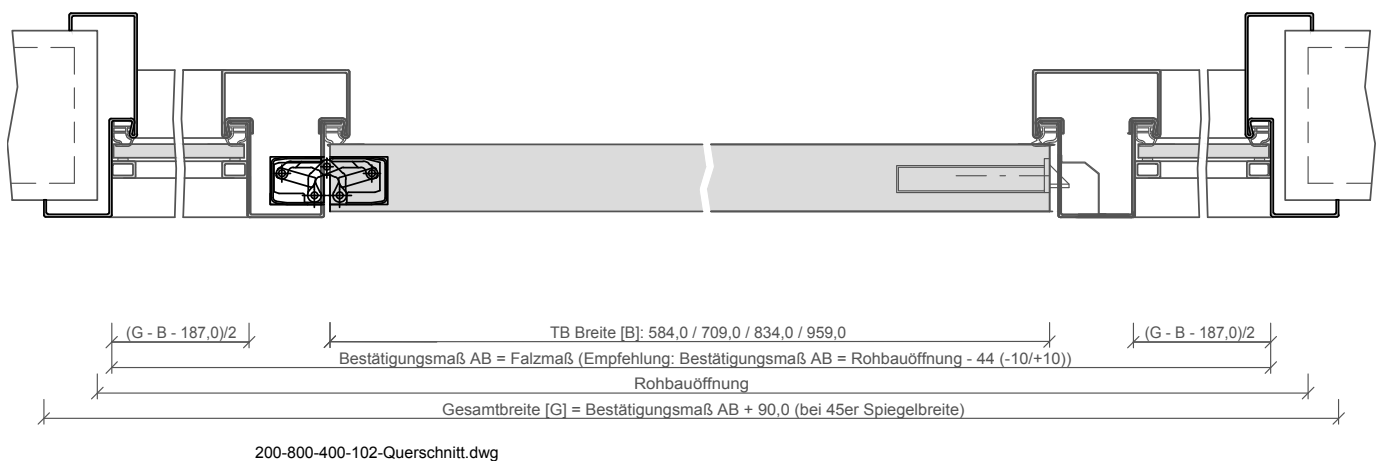 (G - B - 187,0)/2
TB Breite [B]: 584,0 / 709,0 / 834,0 / 959,0
(G - B - 187,0)/2
Bestätigungsmaß AB = Falzmaß (Empfehlung: Bestätigungsmaß AB = Rohbauöffnung - 44 (-10/+10))
Rohbauöffnung
Gesamtbreite [G] = Bestätigungsmaß AB + 90,0 (bei 45er Spiegelbreite)
200-800-400-102-Querschnitt.dwg